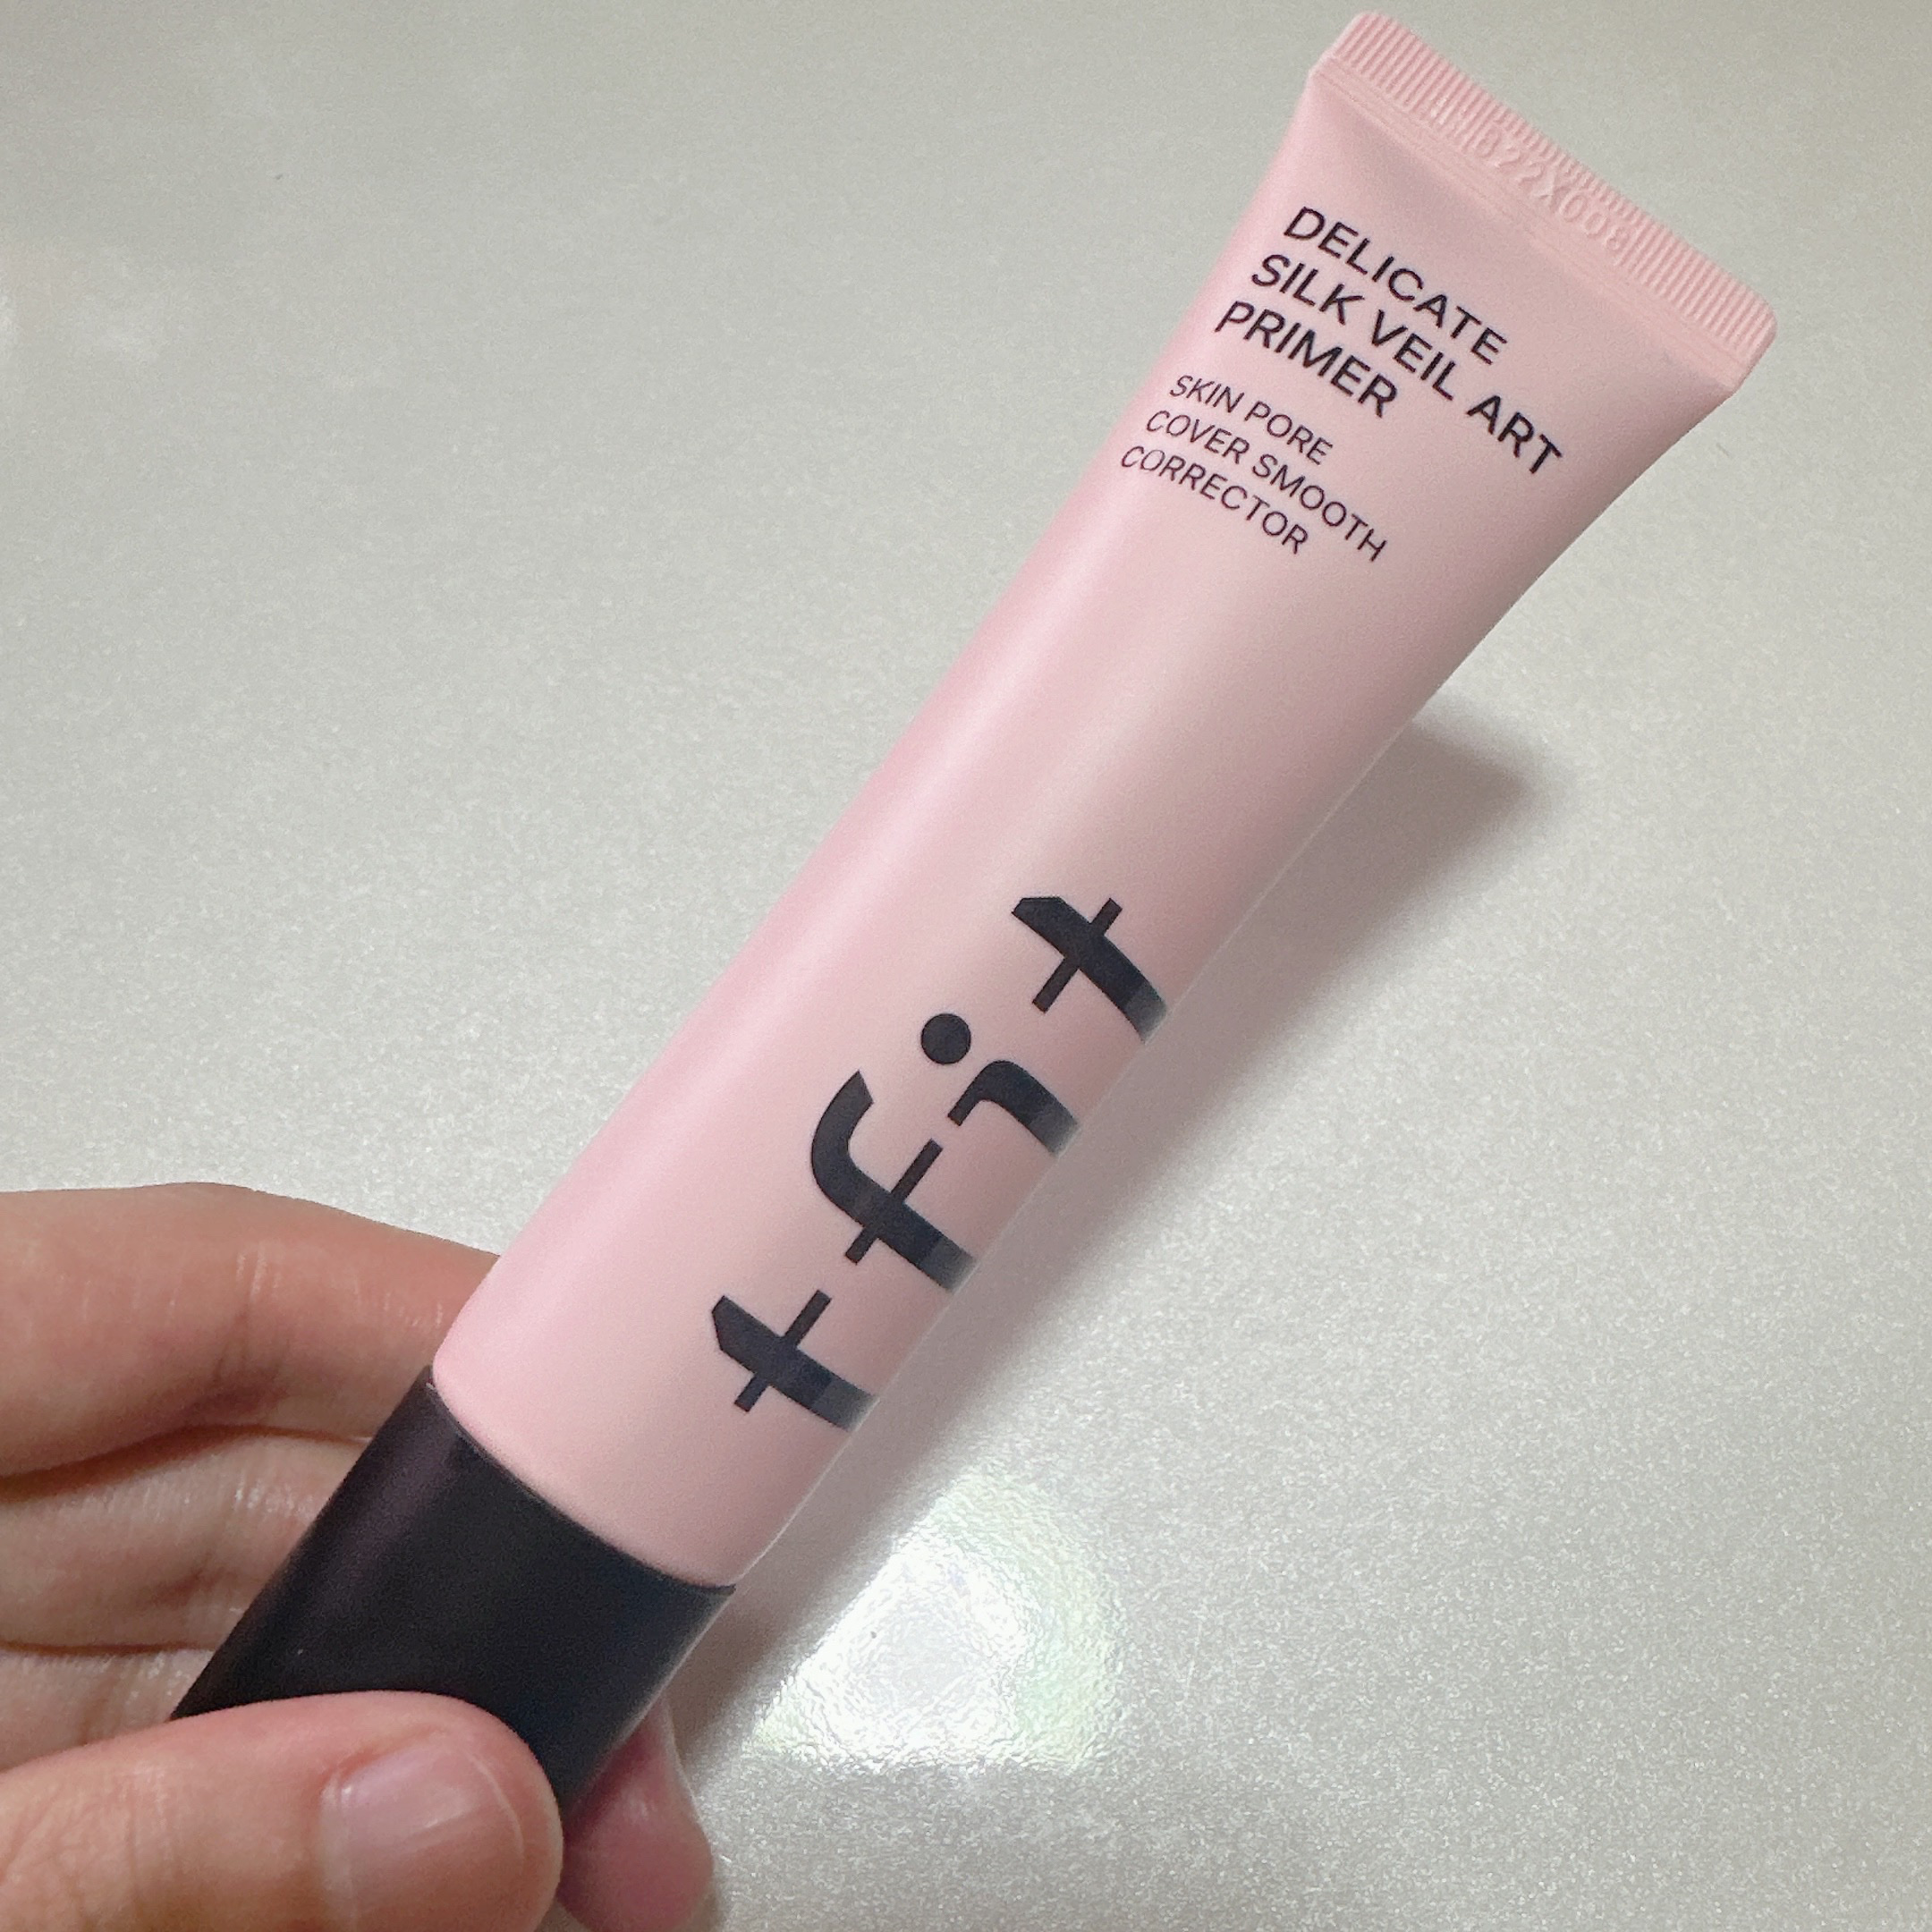 DELICATE
SILK VEIL ART
PRIMER
SKIN PORE
COVER SMOOTH
CORRECTOR
tfit